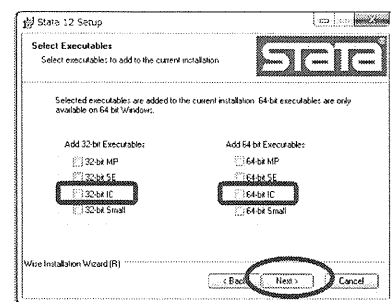 Stata 12 Setup
Select Executables
Select executables to add to the current installation
STATA
Selected executables are added to the current installation. 64-bit executables are only
available on 64 bit Windows.
Add 32-bit Executables
Add 64 bit Executables
32-bit MP
64-bit MP
32-bit SE
64-bit SE
32-bit IC
64-bit IC
32-bit Small
64-bit Small
Wise Installation Wizard (R)
< Back
Next >
Cancel